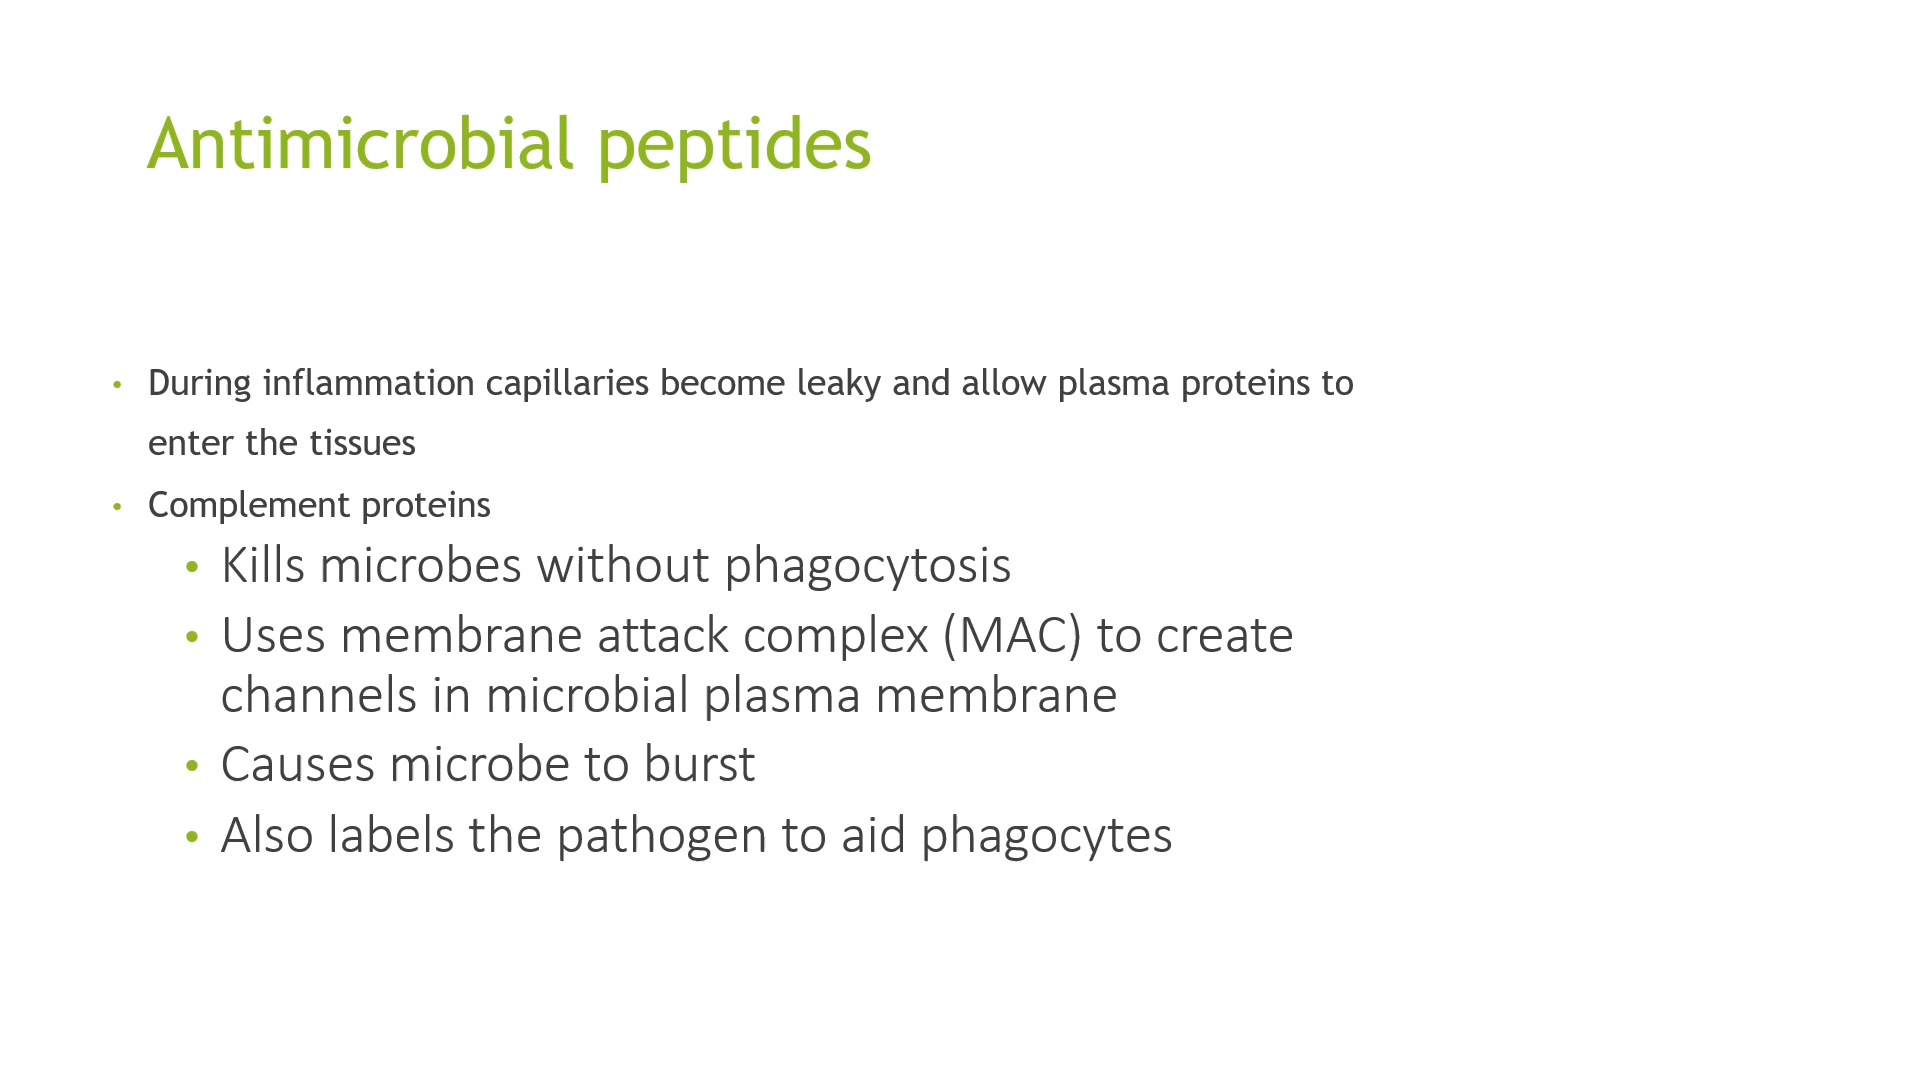 Antimicrobial peptides
• During inflammation capillaries become leaky and allow plasma proteins to
enter the tissues
• Complement proteins
• Kills microbes without phagocytosis
• Uses membrane attack complex (MAC) to create
channels in microbial plasma membrane
• Causes microbe to burst
• Also labels the pathogen to aid phagocytes